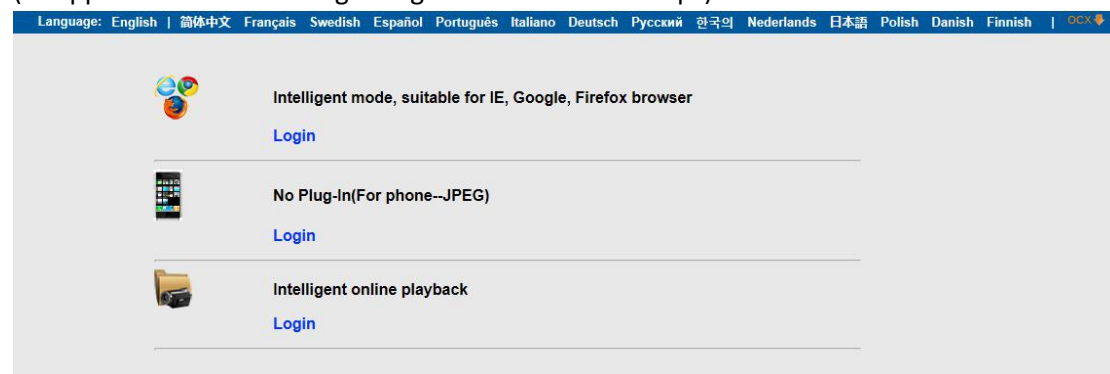 Language: English | 简体中文 Français Swedish Español Português Italiano Deutsch Русский 한국의 Nederlands 日本語 Polish Danish Finnish | OCX
Intelligent mode, suitable for IE, Google, Firefox browser
Login
No Plug-In(For phone--JPEG)
Login
Intelligent online playback
Login